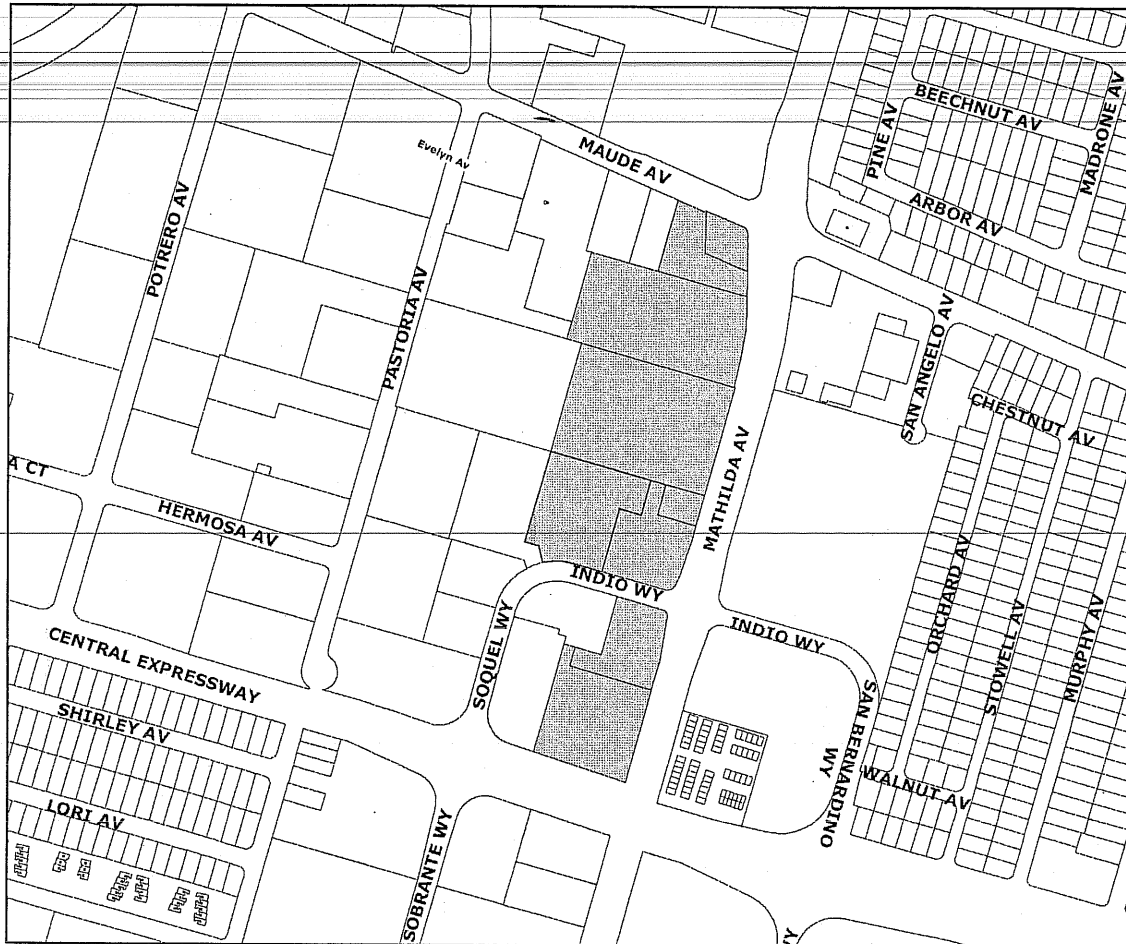 BEECHNUT AV
MADRONE AV
PINE AV
MAUDE AV
Evelyn Av
ARBOR AV
POTRERO AV
PASTORIA AV
SAN ANGELO AV
CHESTNUT AV
MATHILDA AV
A CT
HERMOSA AV
INDIO WY
ORCHARD AV
STOWELL AV
MURPHY AV
SOQUEL WY
INDIO WY
CENTRAL EXPRESSWAY
SHIRLEY AV
SAN BERNARDINO
WY
WALNUT AV
LORI AV
SOBRANTE WY
WY